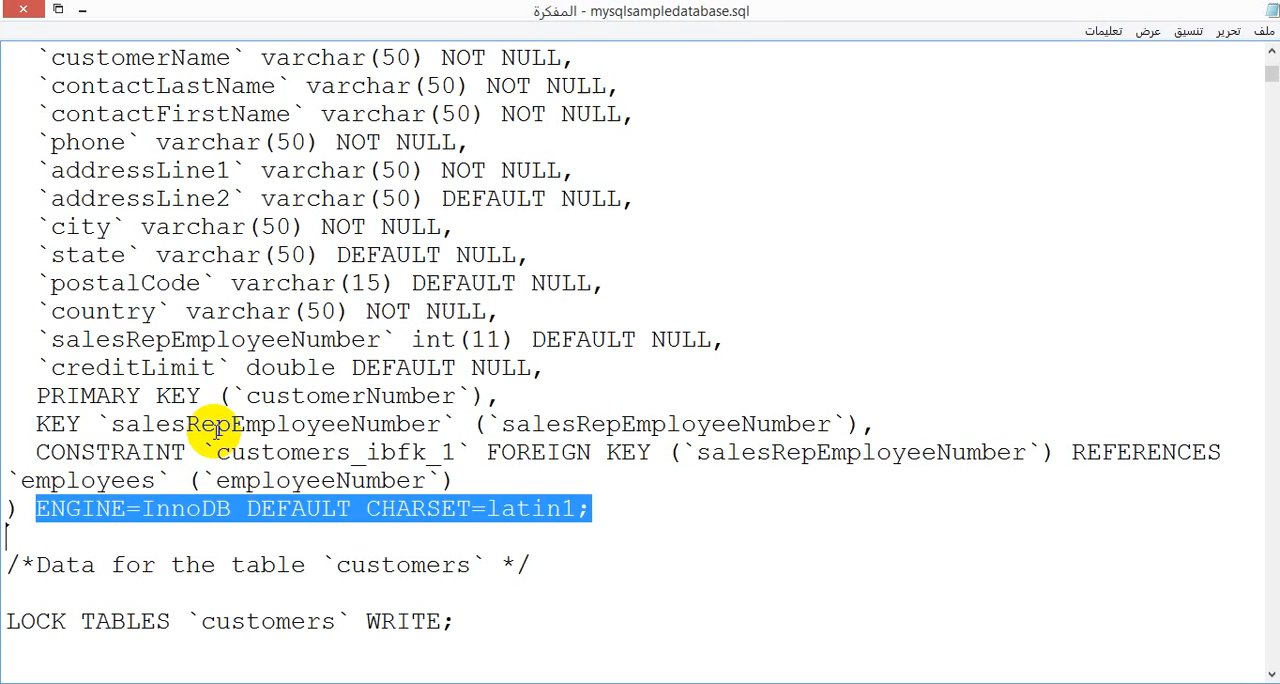 mysqlsampledatabase.sql - المفكرة
ملف تحرير تنسيق عرض تعليمات
`customerName` varchar(50) NOT NULL,
`contactLastName` varchar(50) NOT NULL,
`contactFirstName` varchar(50) NOT NULL,
`phone` varchar(50) NOT NULL,
`addressLine1` varchar(50) NOT NULL,
`addressLine2` varchar(50) DEFAULT NULL,
`city` varchar(50) NOT NULL,
`state` varchar(50) DEFAULT NULL,
`postalCode` varchar(15) DEFAULT NULL,
`country` varchar(50) NOT NULL,
`salesRepEmployeeNumber` int(11) DEFAULT NULL,
`creditLimit` double DEFAULT NULL,
PRIMARY KEY (`customerNumber`),
KEY `salesRepEmployeeNumber` (`salesRepEmployeeNumber`),
CONSTRAINT `customers_ibfk_1` FOREIGN KEY (`salesRepEmployeeNumber`) REFERENCES
`employees` (`employeeNumber`)
) ENGINE=InnoDB DEFAULT CHARSET=latin1;
/*Data for the table `customers` */
LOCK TABLES `customers` WRITE;